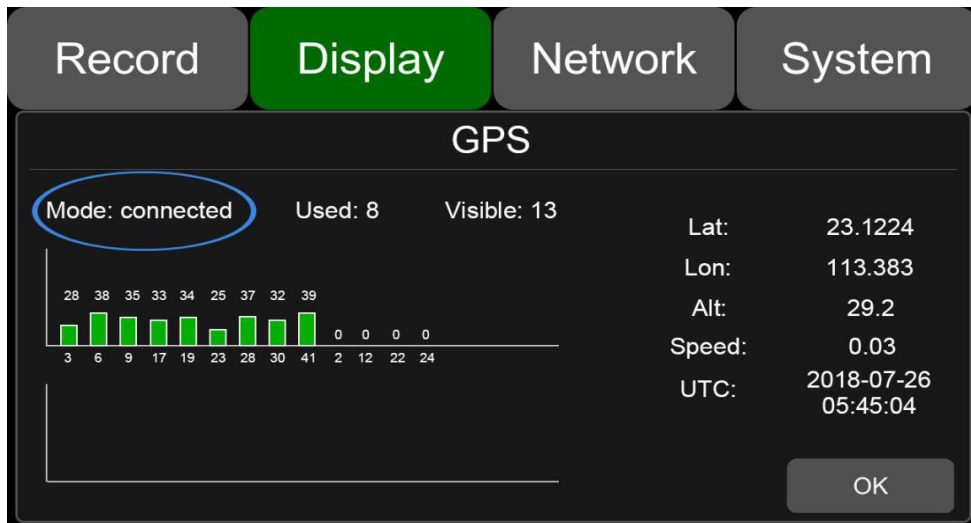 Record Display Network System
GPS
Mode: connected Used: 8 Visible: 13
28 38 35 33 34 25 37 32 39 0 0 0 0
3 6 9 17 19 23 28 30 41 2 12 22 24
Lat: 23.1224
Lon: 113.383
Alt: 29.2
Speed: 0.03
UTC: 2018-07-26
05:45:04
OK